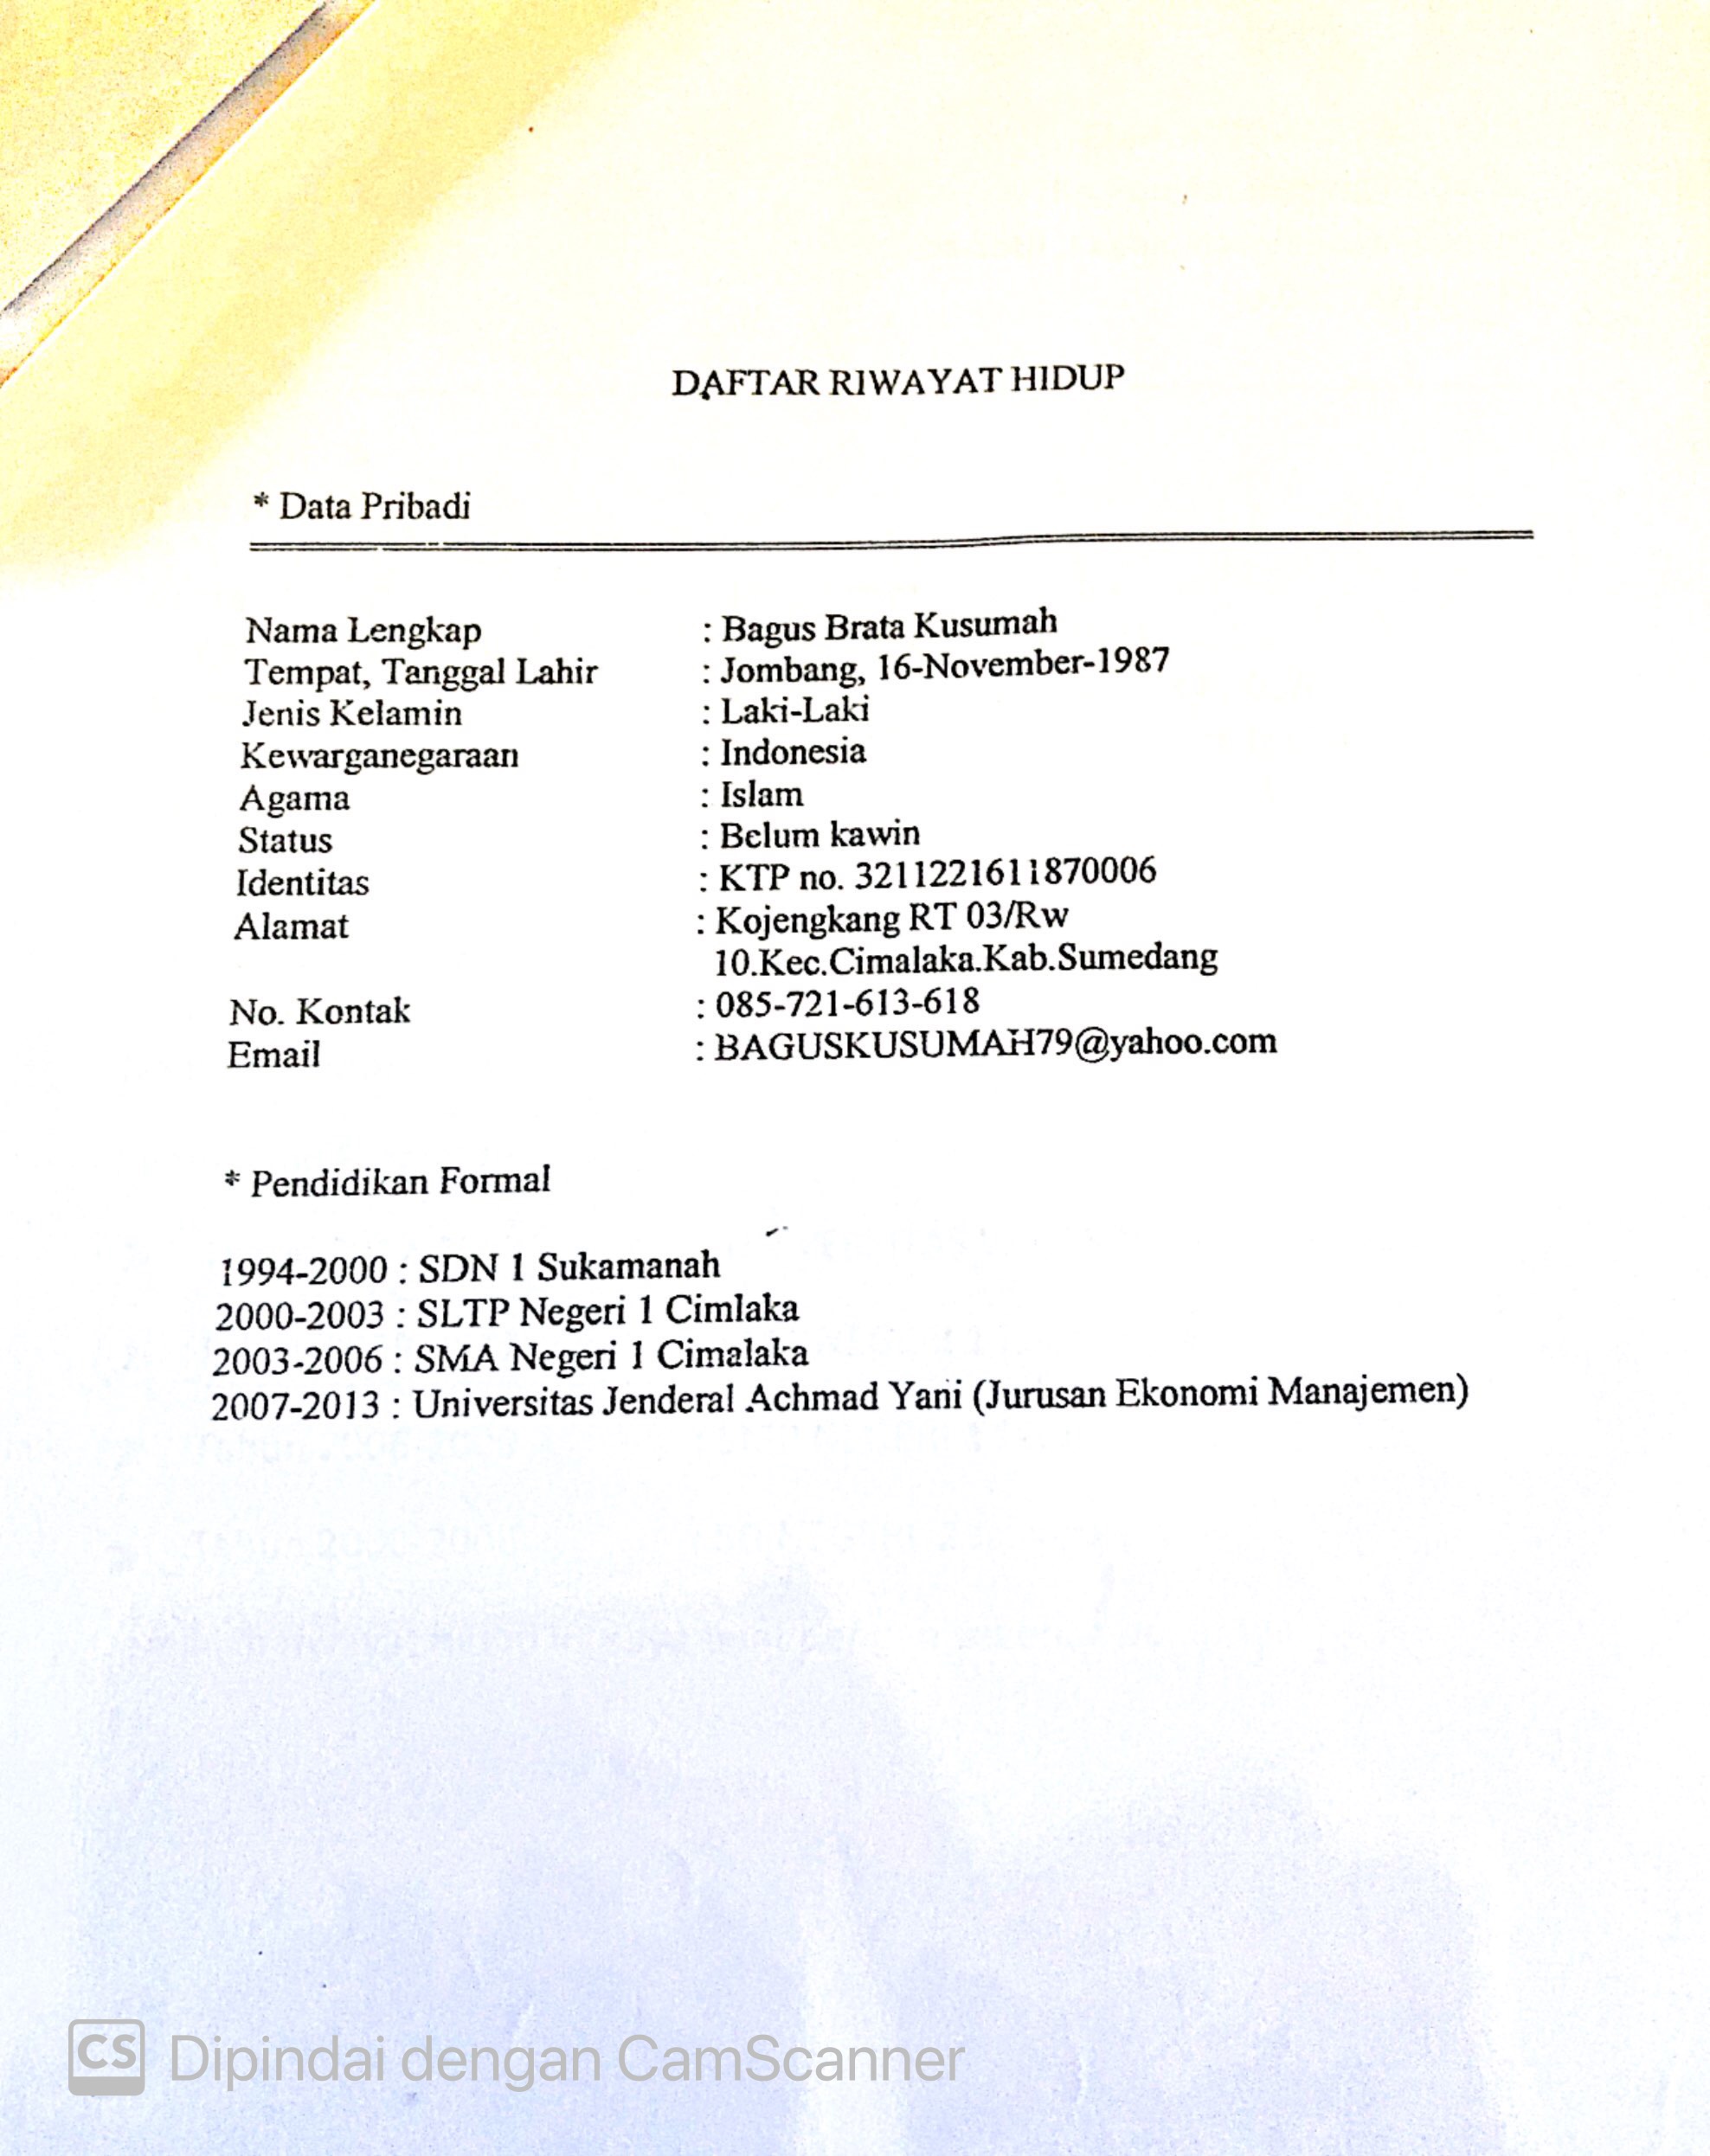 DAFTAR RIWAYAT HIDUP
* Data Pribadi
Nama Lengkap : Bagus Brata Kusumah
Tempat, Tanggal Lahir : Jombang, 16-November-1987
Jenis Kelamin : Laki-Laki
Kewarganegaraan : Indonesia
Agama : Islam
Status : Belum kawin
Identitas : KTP no. 3211221611870006
Alamat : Kojengkang RT 03/Rw
10.Kec.Cimalaka.Kab.Sumedang
No. Kontak : 085-721-613-618
Email : BAGUSKUSUMAH79@yahoo.com
* Pendidikan Formal
1994-2000 : SDN 1 Sukamanah
2000-2003 : SLTP Negeri 1 Cimlaka
2003-2006 : SMA Negeri 1 Cimalaka
2007-2013 : Universitas Jenderal Achmad Yani (Jurusan Ekonomi Manajemen)
CS Dipindai dengan CamScanner